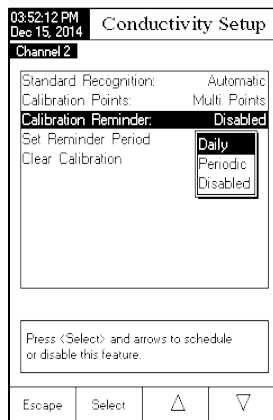 03:52:12 PM
Dec 15, 2014
Conductivity Setup
Channel 2
Standard Recognition: Automatic
Calibration Points: Multi Points
Calibration Reminder: Disabled
Set Reminder Period
Clear Calibration
Daily
Periodic
Disabled
Press <Select> and arrows to schedule
or disable this feature.
Escape Select